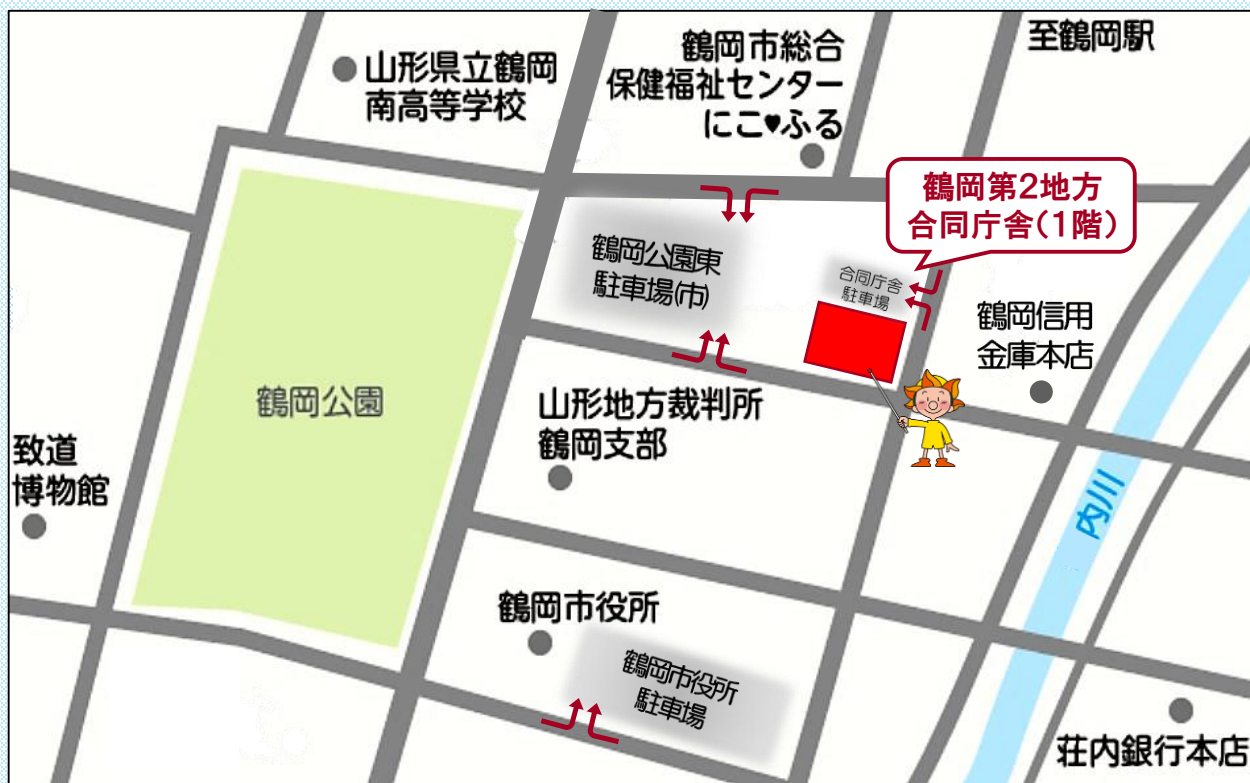 山形県立鶴岡
南高等学校
鶴岡市総合
保健福祉センター
にこ♥ふる
至鶴岡駅
鶴岡第2地方
合同庁舎(1階)
鶴岡公園東
駐車場(市)
合同庁舎
駐車場
鶴岡信用
金庫本店
鶴岡公園
山形地方裁判所
鶴岡支部
致道
博物館
内川
鶴岡市役所
鶴岡市役所
駐車場
荘内銀行本店